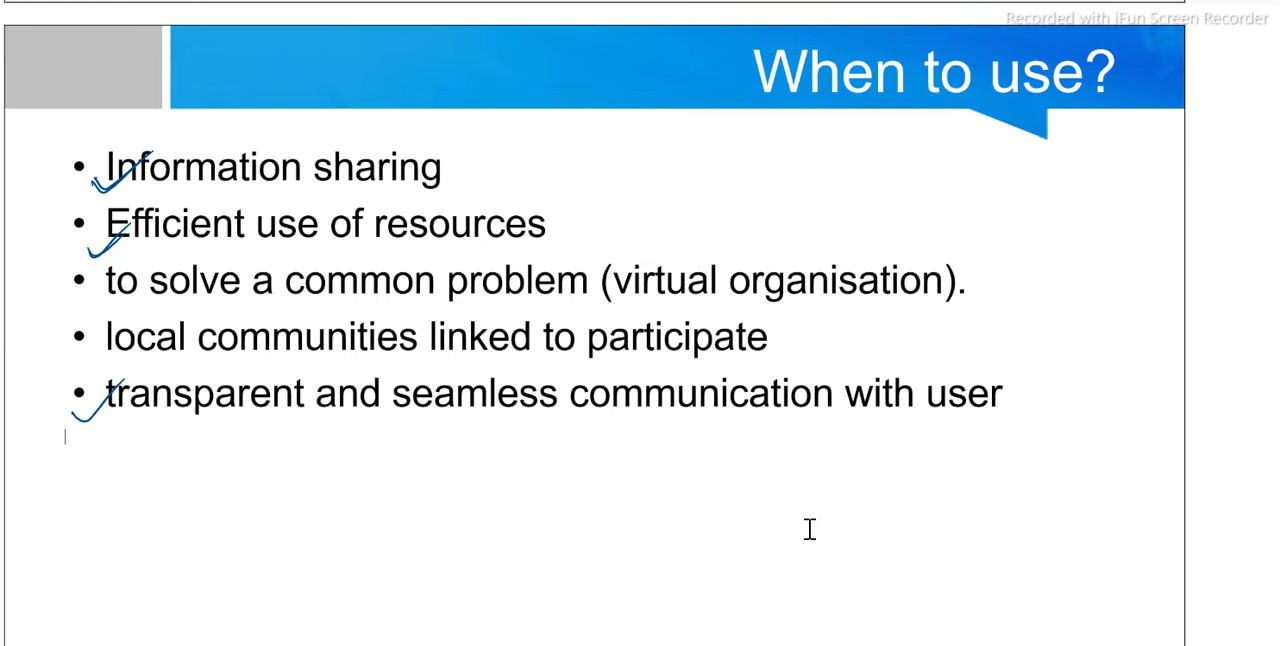 Recorded with iFun Screen Recorder
When to use?
• Information sharing
• Efficient use of resources
• to solve a common problem (virtual organisation).
• local communities linked to participate
• transparent and seamless communication with user